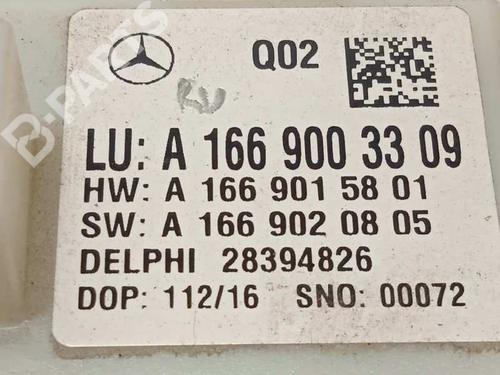 Q02
B-PARTS
RU
LU: A 166 900 33 09
HW: A 166 901 58 01
SW: A 166 902 08 05
DELPHI 28394826
DOP: 112/16 SNO: 00072